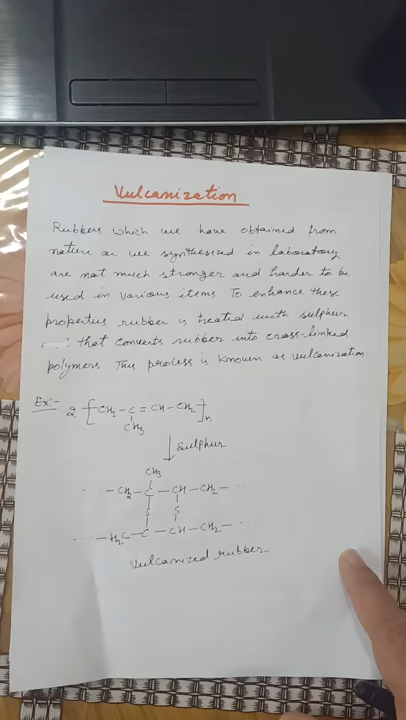 Vulcanization
Rubbers which we have obtained from
nature or we synthesized in laboratory
are not much stronger and harder to be
used in various items To enhance these
properties rubber is treated with sulphur
that converts rubber into cross-linked
polymers. This process is known as vulcanization
Ex:- 2 [CH2-C=CH-CH2]n
CH3
↓ Sulphur
CH3
-- -CH2-C-CH-CH2- --
S S
-- -H2C-C-CH-CH2- --
Vulcanized rubber